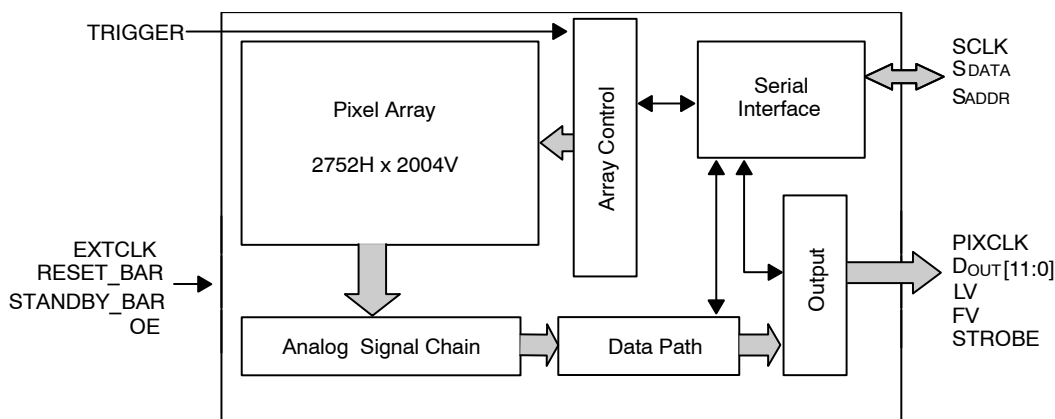 TRIGGER
Pixel Array
2752H x 2004V
Array Control
Serial
Interface
SCLK
SDATA
SADDR
EXTCLK
RESET_BAR
STANDBY_BAR
OE
Analog Signal Chain
Data Path
Output
PIXCLK
DOUT[11:0]
LV
FV
STROBE